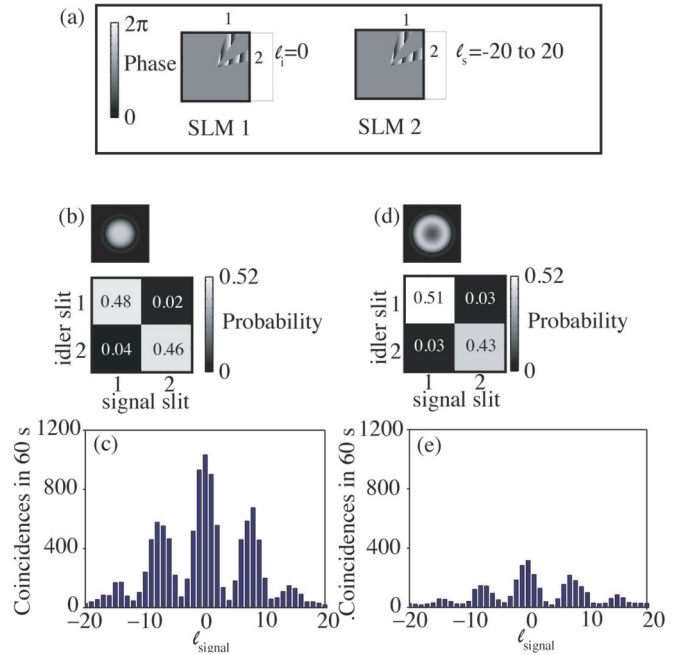 (a)
2π
Phase
0
1
2
ℓi=0
SLM 1
1
2
ℓs=-20 to 20
SLM 2
(b)
idler slit
1
2
0.48 0.02
0.04 0.46
1 2
signal slit
0.52
Probability
0
(d)
idler slit
1
2
0.51 0.03
0.03 0.43
1 2
signal slit
0.52
Probability
0
(c)
Coincidences in 60 s
1200
800
400
0
−20 −10 0 10 20
ℓsignal
(e)
.Coincidences in 60 s
1200
800
400
0
−20 −10 0 10 20
ℓsignal